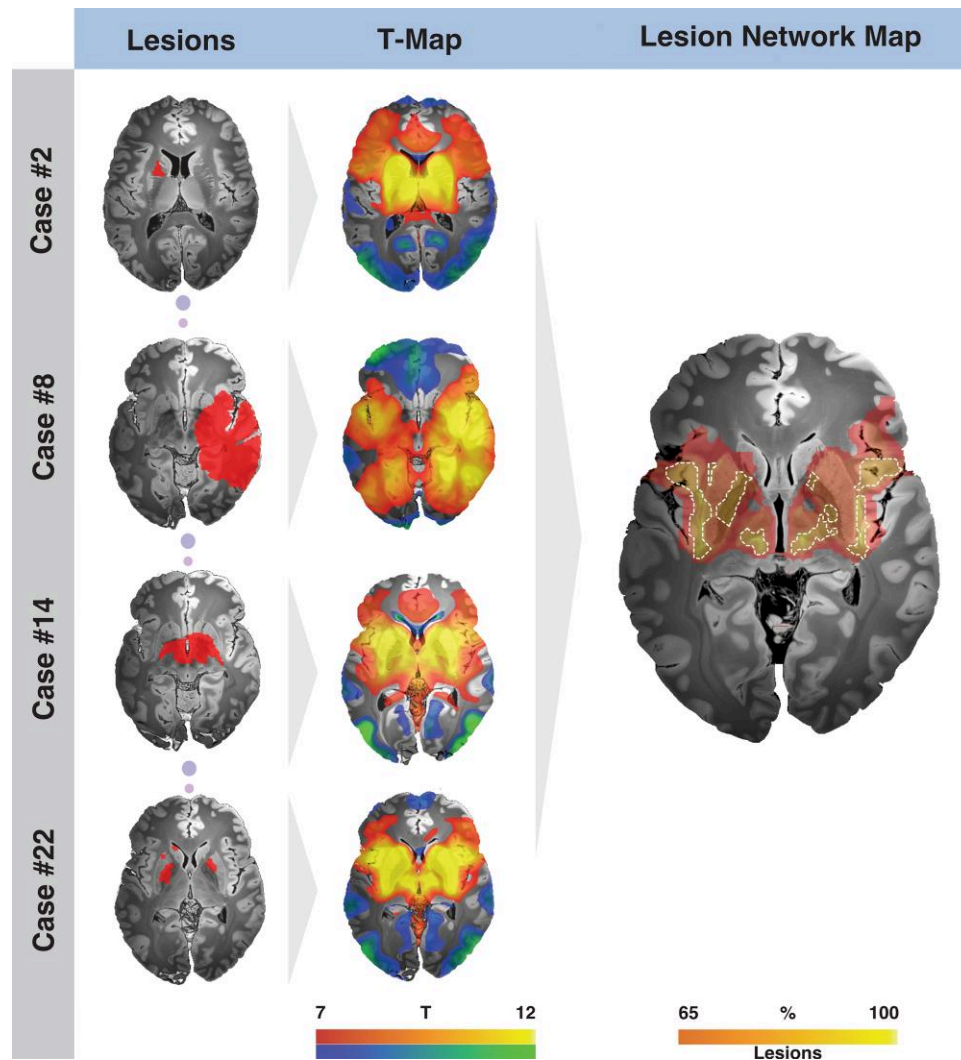 Lesions
T-Map
Lesion Network Map
Case #2
Case #8
Case #14
Case #22
7 T 12
65 % 100
Lesions